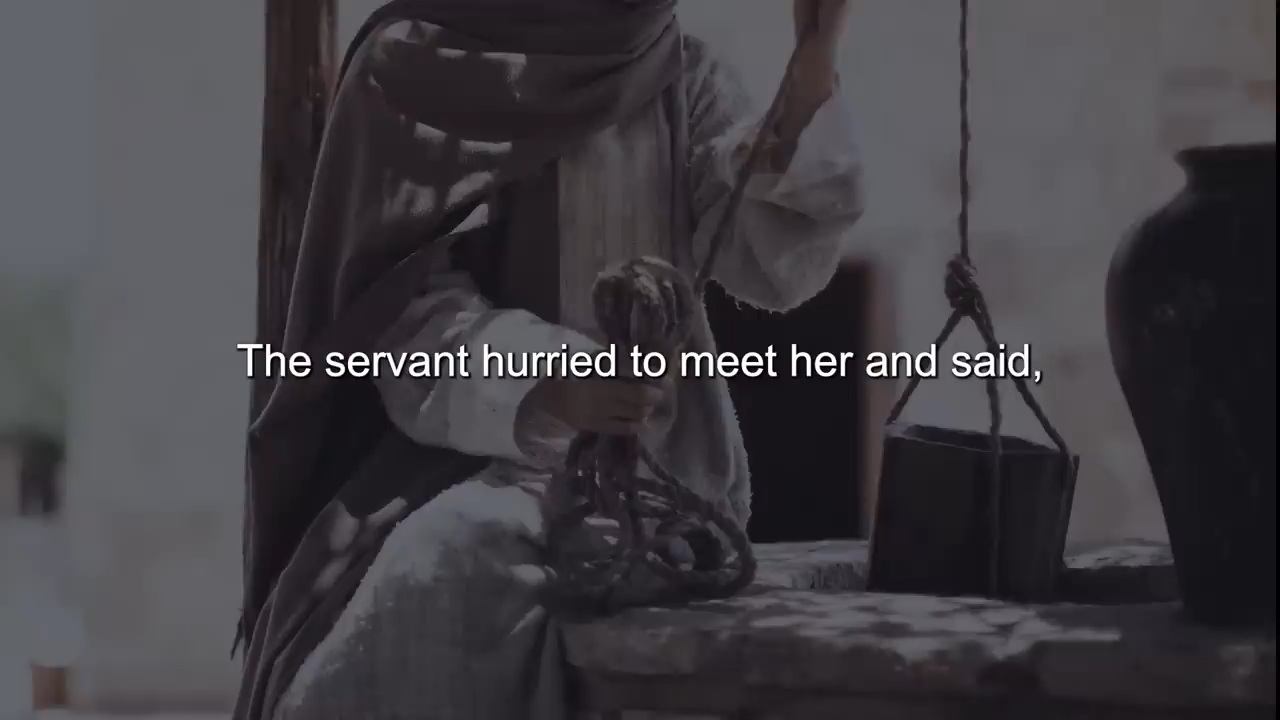 The servant hurried to meet her and said,